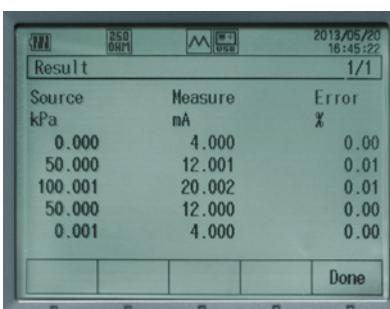 250 OHM USB 2013/05/20 16:45:22
Result 1/1
Source Measure Error
kPa mA %
0.000 4.000 0.00
50.000 12.001 0.01
100.001 20.002 0.01
50.000 12.000 0.00
0.001 4.000 0.00
Done